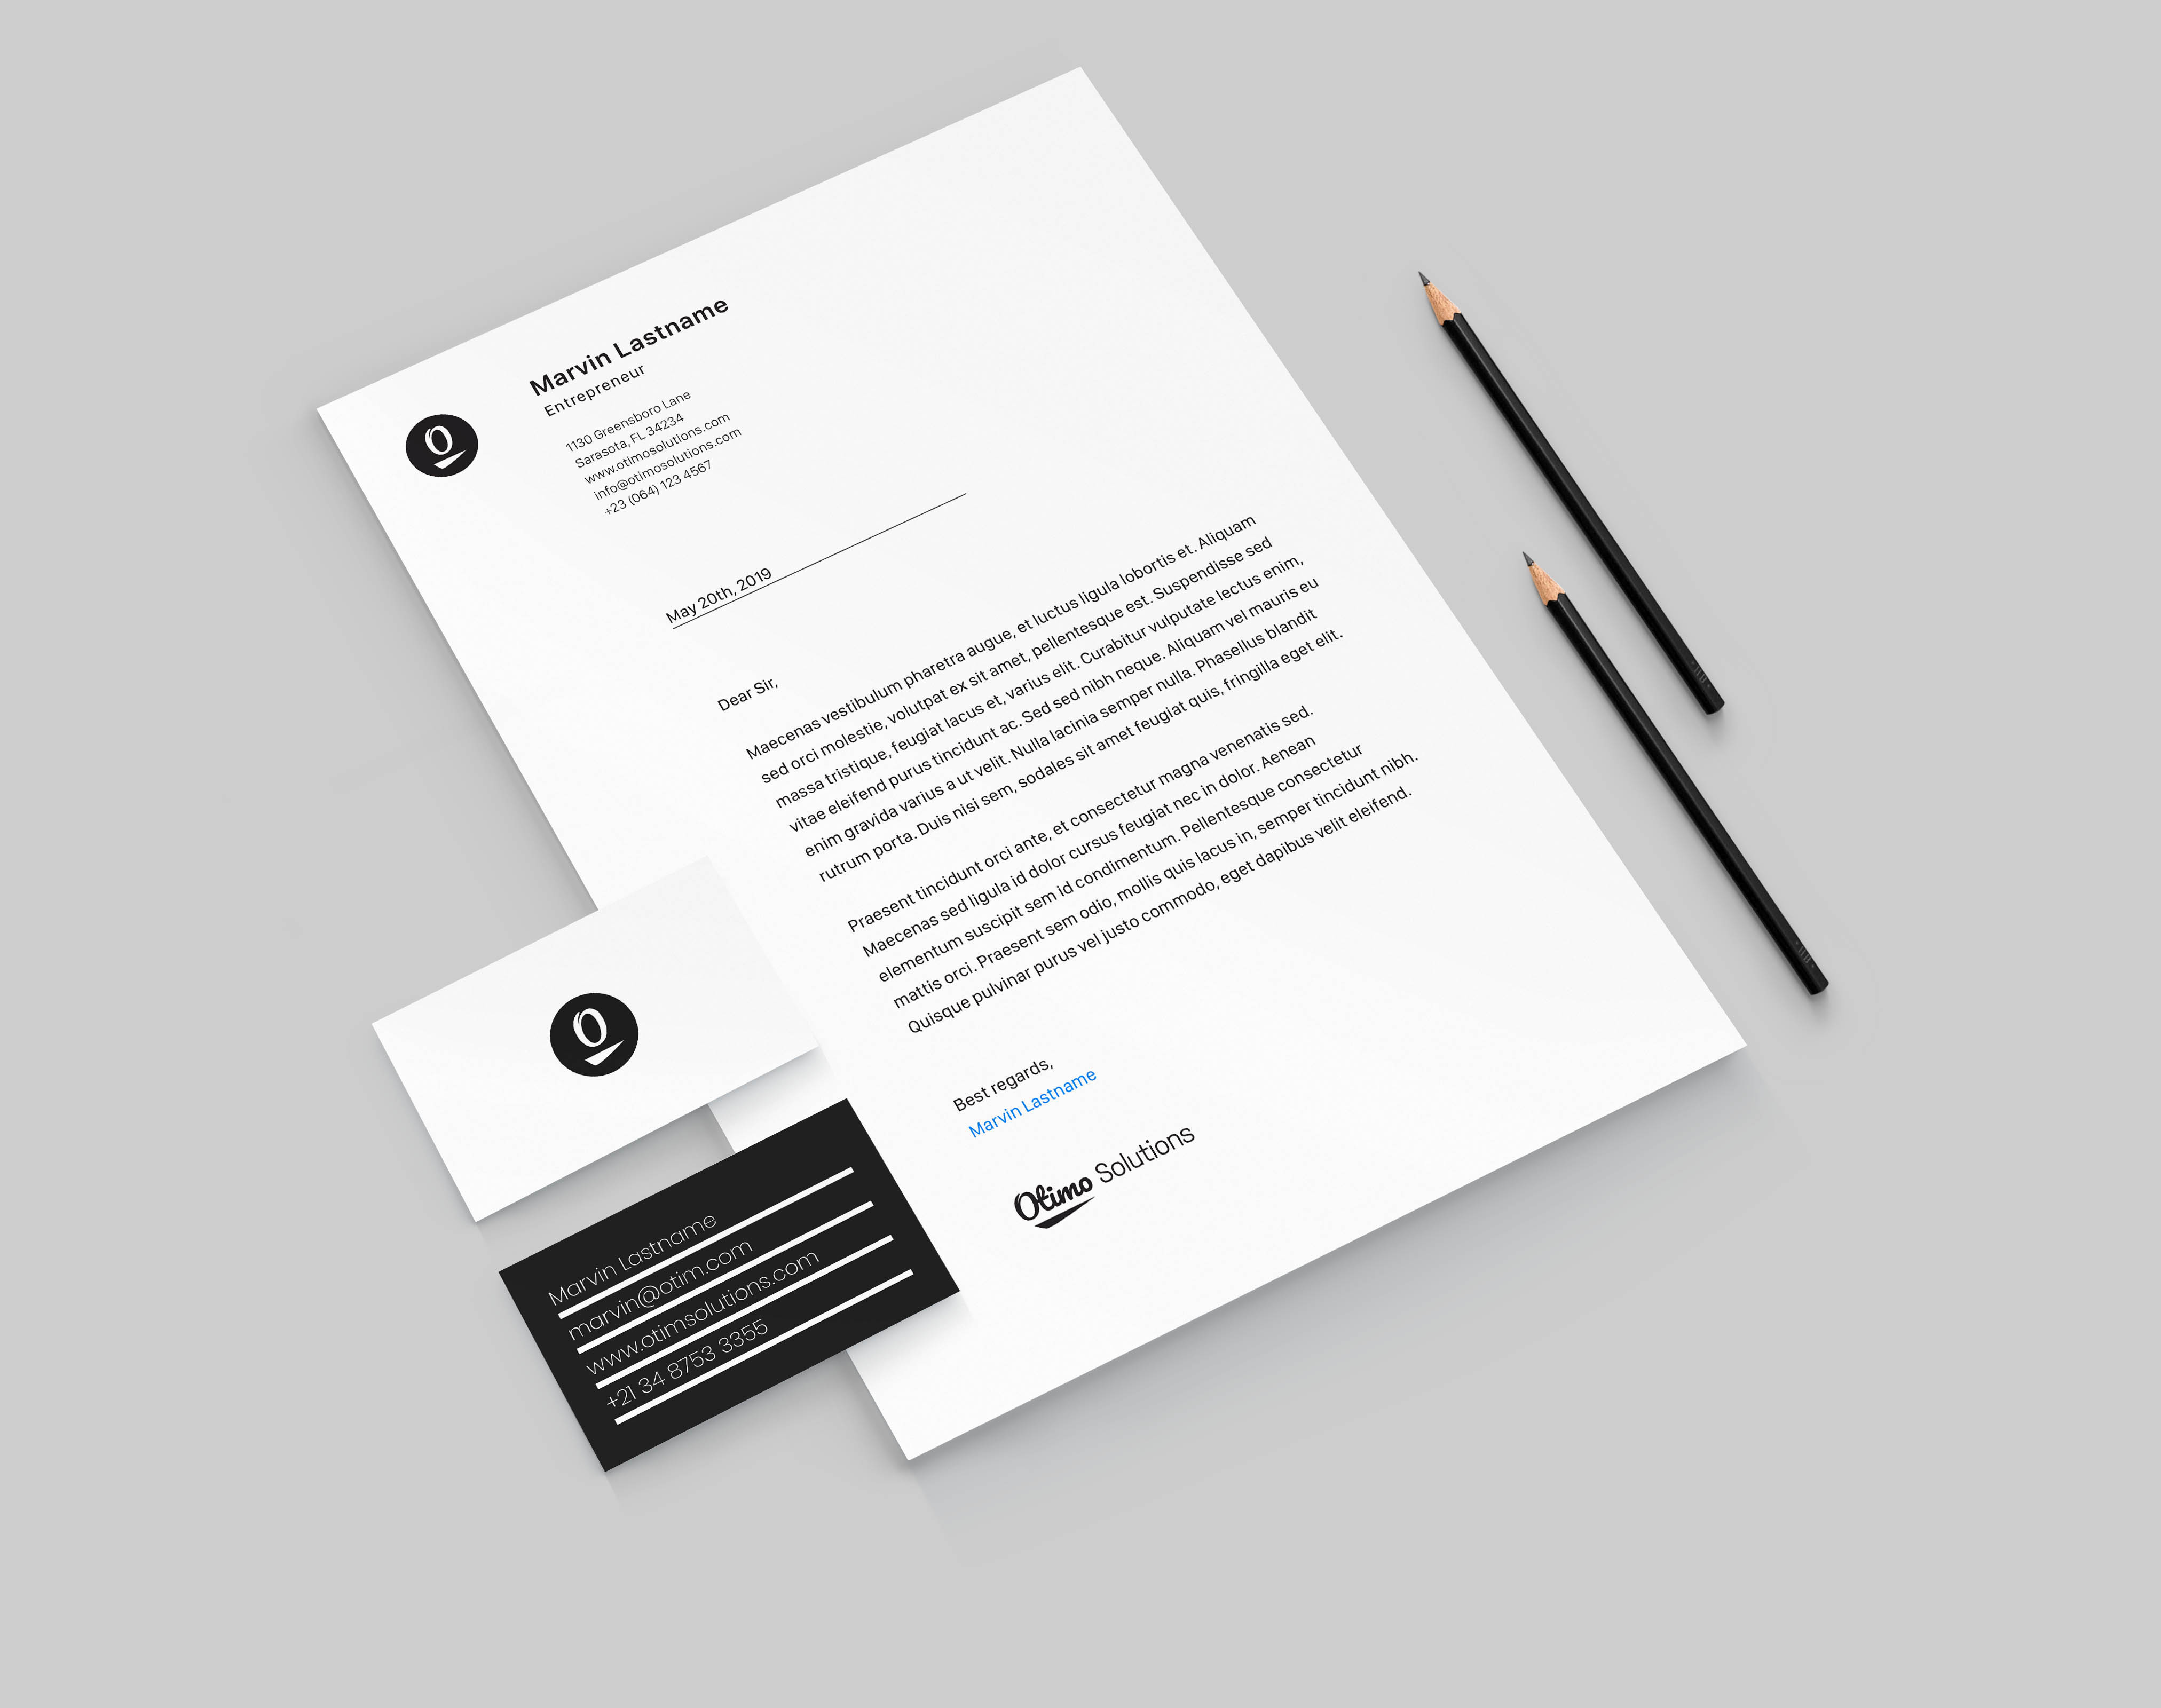 O
Marvin Lastname
Entrepreneur
1130 Greensboro Lane
Sarasota, FL 34234
www.otimosolutions.com
info@otimosolutions.com
+23 (064) 123 4567
May 20th, 2019
Dear Sir,
Maecenas vestibulum pharetra augue, et luctus ligula lobortis et. Aliquam
sed orci molestie, volutpat ex sit amet, pellentesque est. Suspendisse sed
massa tristique, feugiat lacus et, varius elit. Curabitur vulputate lectus enim,
vitae eleifend purus tincidunt ac. Sed sed nibh neque. Aliquam vel mauris eu
enim gravida varius a ut velit. Nulla lacinia semper nulla. Phasellus blandit
rutrum porta. Duis nisi sem, sodales sit amet feugiat quis, fringilla eget elit.
Praesent tincidunt orci ante, et consectetur magna venenatis sed.
Maecenas sed ligula id dolor cursus feugiat nec in dolor. Aenean
elementum suscipit sem id condimentum. Pellentesque consectetur
mattis orci. Praesent sem odio, mollis quis lacus in, semper tincidunt nibh.
Quisque pulvinar purus vel justo commodo, eget dapibus velit eleifend.
Best regards,
Marvin Lastname
Otimo Solutions
O
Marvin Lastname
marvin@otim.com
www.otimsolutions.com
+21 34 8753 3355